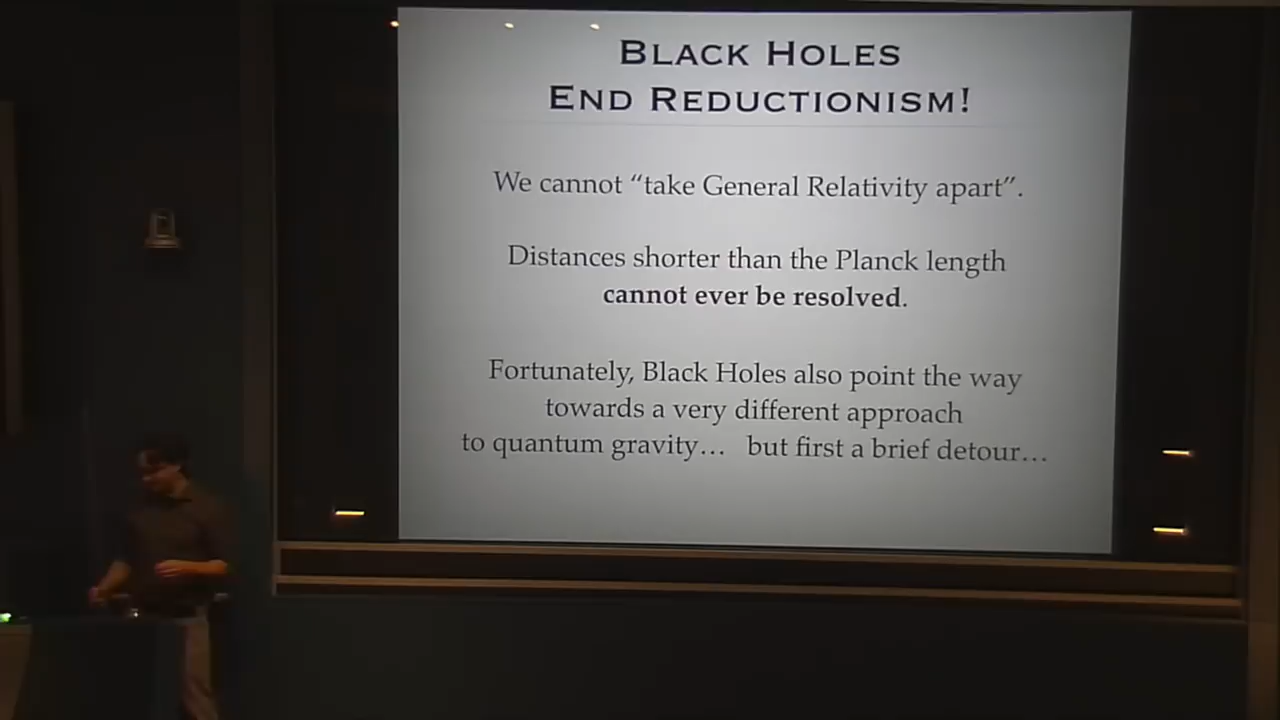 BLACK HOLES
END REDUCTIONISM!
We cannot “take General Relativity apart”.
Distances shorter than the Planck length
cannot ever be resolved.
Fortunately, Black Holes also point the way
towards a very different approach
to quantum gravity... but first a brief detour...